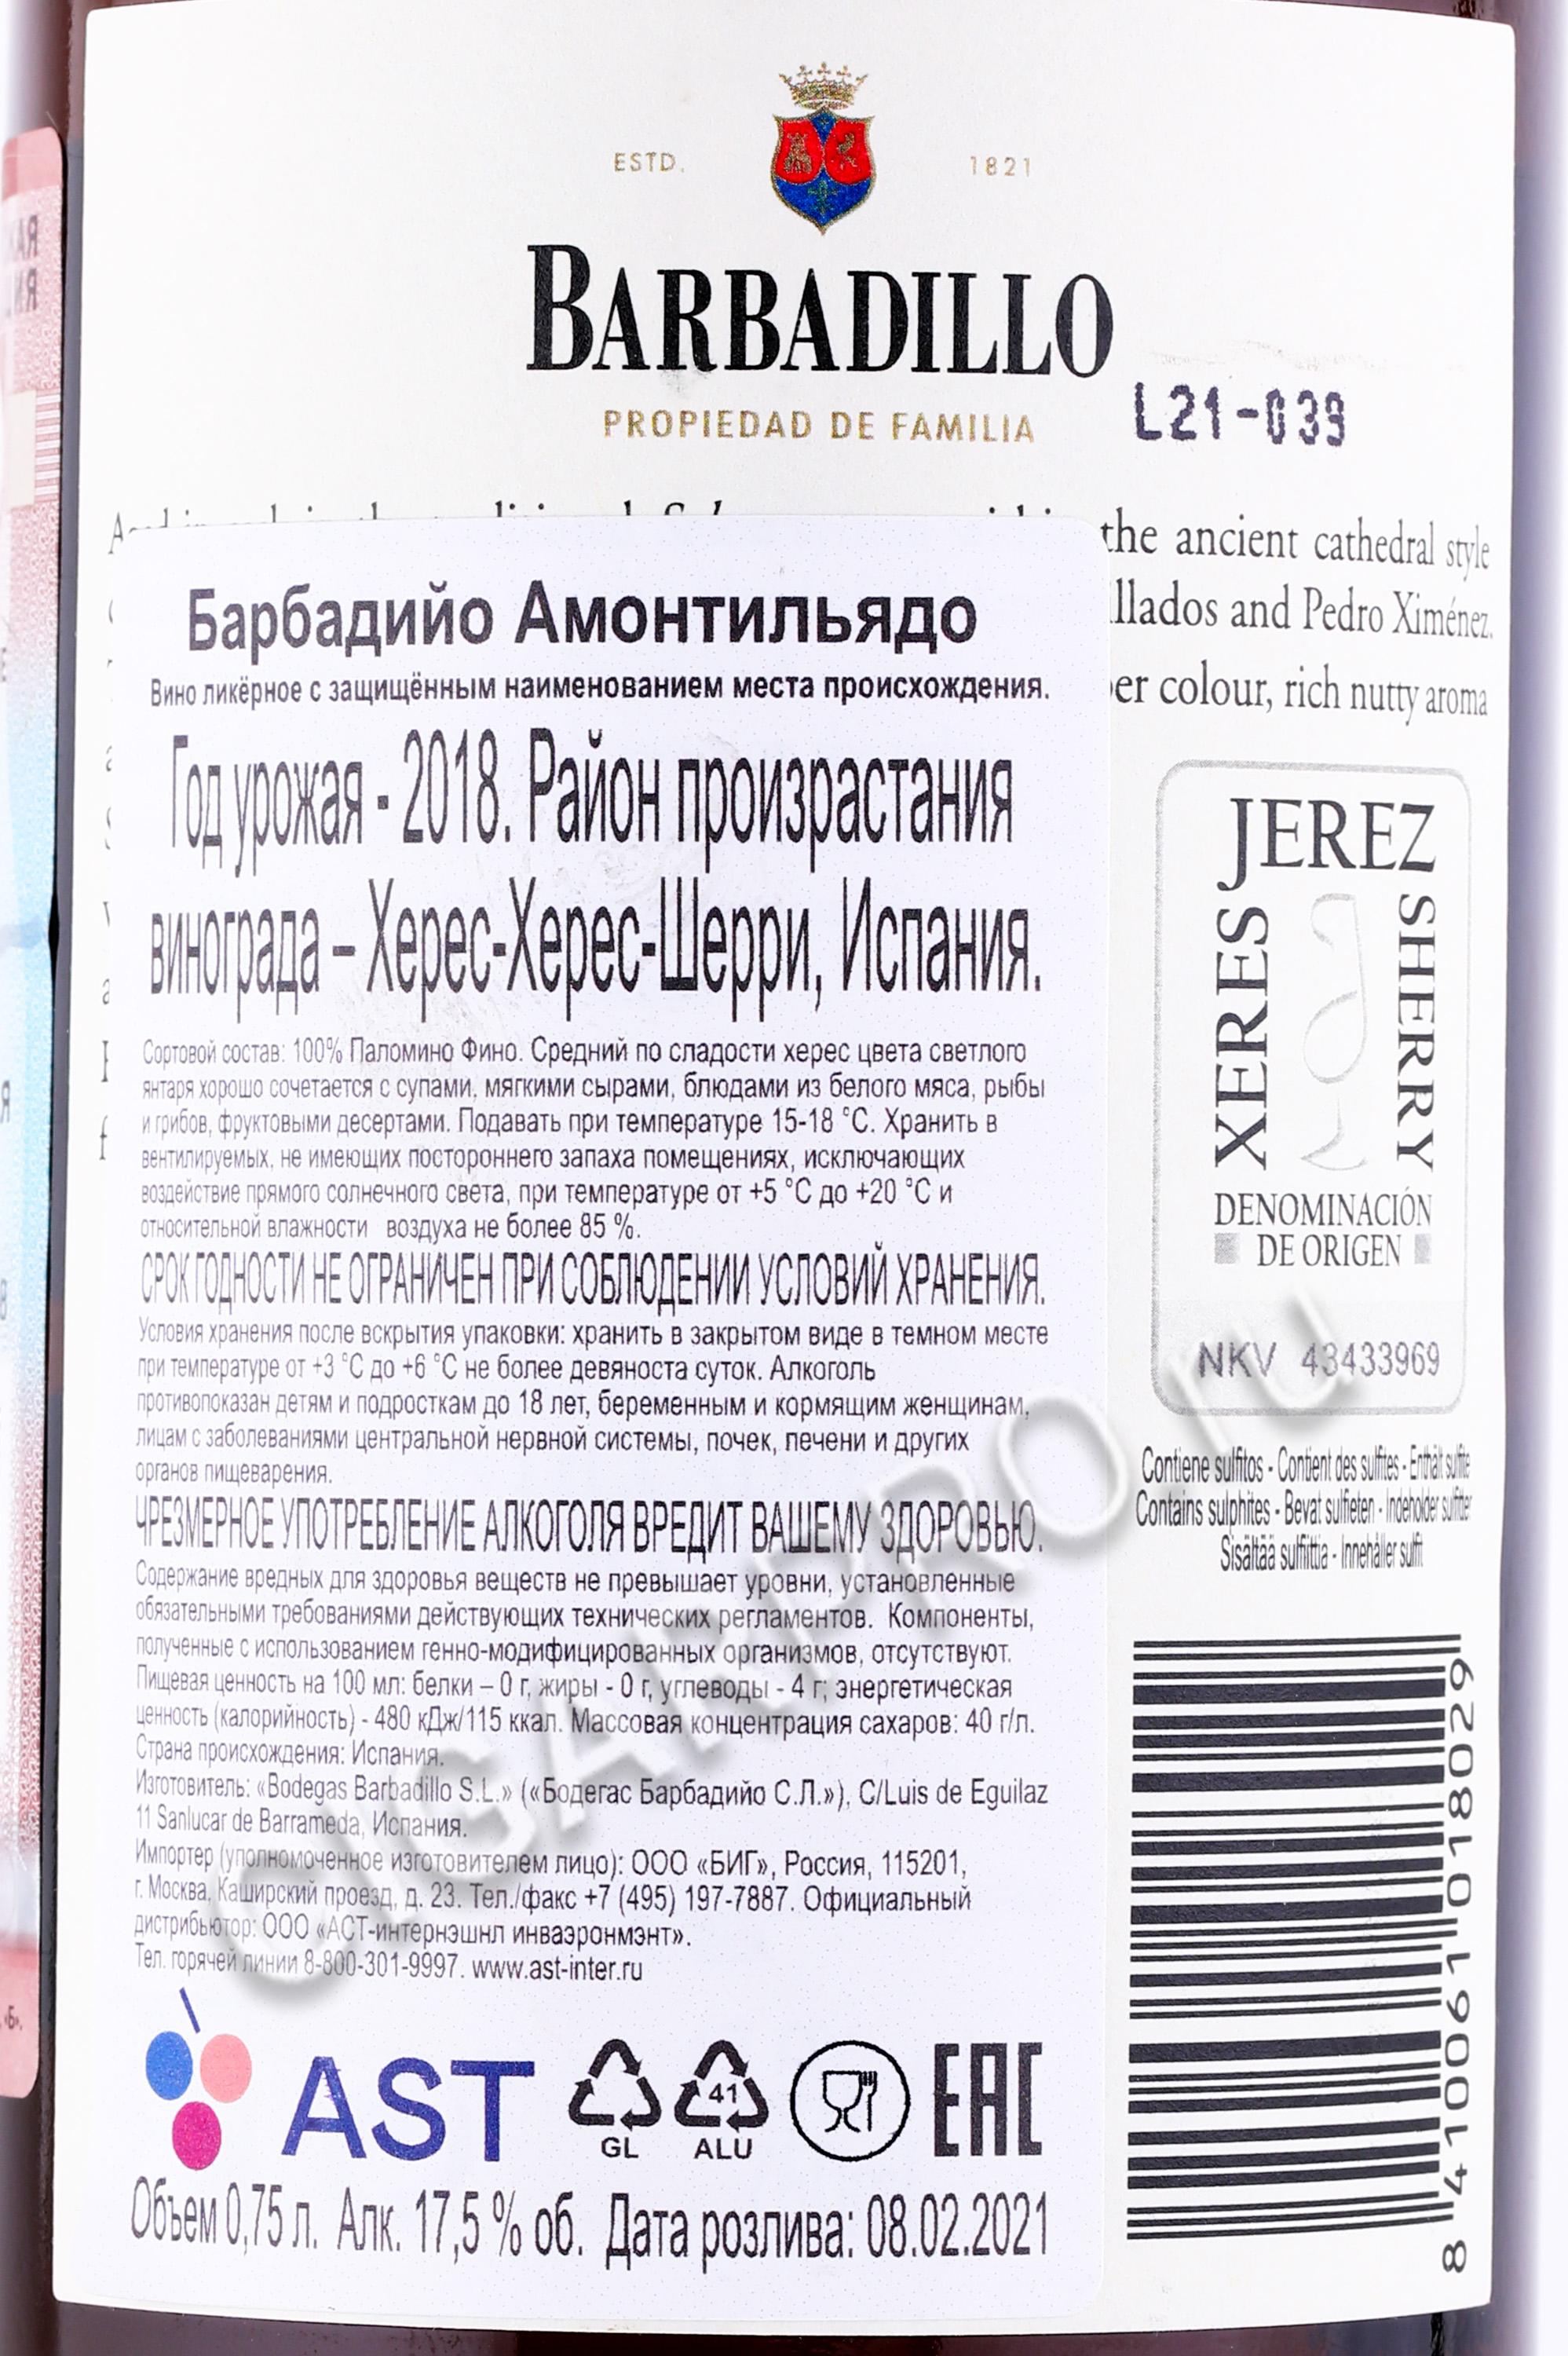 ESTD. 1821
BARBADILLO
PROPIEDAD DE FAMILIA
L21-039
the ancient cathedral style
llados and Pedro Ximénez.
er colour, rich nutty aroma
Барбадийо Амонтильядо
Вино ликёрное с защищённым наименованием места происхождения.
Год урожая - 2018. Район произрастания
винограда – Херес-Херес-Шерри, Испания.
Сортовой состав: 100% Паломино Фино. Средний по сладости херес цвета светлого
янтаря хорошо сочетается с супами, мягкими сырами, блюдами из белого мяса, рыбы
и грибов, фруктовыми десертами. Подавать при температуре 15-18 °С. Хранить в
вентилируемых, не имеющих постороннего запаха помещениях, исключающих
воздействие прямого солнечного света, при температуре от +5 °С до +20 °С и
относительной влажности воздуха не более 85 %.
СРОК ГОДНОСТИ НЕ ОГРАНИЧЕН ПРИ СОБЛЮДЕНИИ УСЛОВИЙ ХРАНЕНИЯ.
Условия хранения после вскрытия упаковки: хранить в закрытом виде в темном месте
при температуре от +3 °С до +6 °С не более девяноста суток. Алкоголь
противопоказан детям и подросткам до 18 лет, беременным и кормящим женщинам,
лицам с заболеваниями центральной нервной системы, почек, печени и других
органов пищеварения.
ЧРЕЗМЕРНОЕ УПОТРЕБЛЕНИЕ АЛКОГОЛЯ ВРЕДИТ ВАШЕМУ ЗДОРОВЬЮ.
Содержание вредных для здоровья веществ не превышает уровни, установленные
обязательными требованиями действующих технических регламентов. Компоненты,
полученные с использованием генно-модифицированных организмов, отсутствуют.
Пищевая ценность на 100 мл: белки – 0 г, жиры - 0 г, углеводы - 4 г; энергетическая
ценность (калорийность) - 480 кДж/115 ккал. Массовая концентрация сахаров: 40 г/л.
Страна происхождения: Испания.
Изготовитель: «Bodegas Barbadillo S.L.» («Бодегас Барбадийо С.Л.»), C/Luis de Eguilaz
11 Sanlucar de Barrameda, Испания.
Импортер (уполномоченное изготовителем лицо): ООО «БИГ», Россия, 115201,
г. Москва, Каширский проезд, д. 23. Тел./факс +7 (495) 197-7887. Официальный
дистрибьютор: ООО «АСТ-интернэшнл инваэронмэнт».
Тел. горячей линии 8-800-301-9997. www.ast-inter.ru
AST
GL
41
ALU
EAC
Объем 0,75 л. Алк. 17,5 % об. Дата розлива: 08.02.2021
JEREZ
XERES
SHERRY
DENOMINACIÓN
DE ORIGEN
NKV 43433969
Contiene sulfitos - Contient des sulfites - Enthält sulfite
Contains sulphites - Bevat sulfieten - Indeholder sulfitter
Sisältää sulfiittia - Innehåller sulfit
8 410061 018029
CIGARPRO.ru